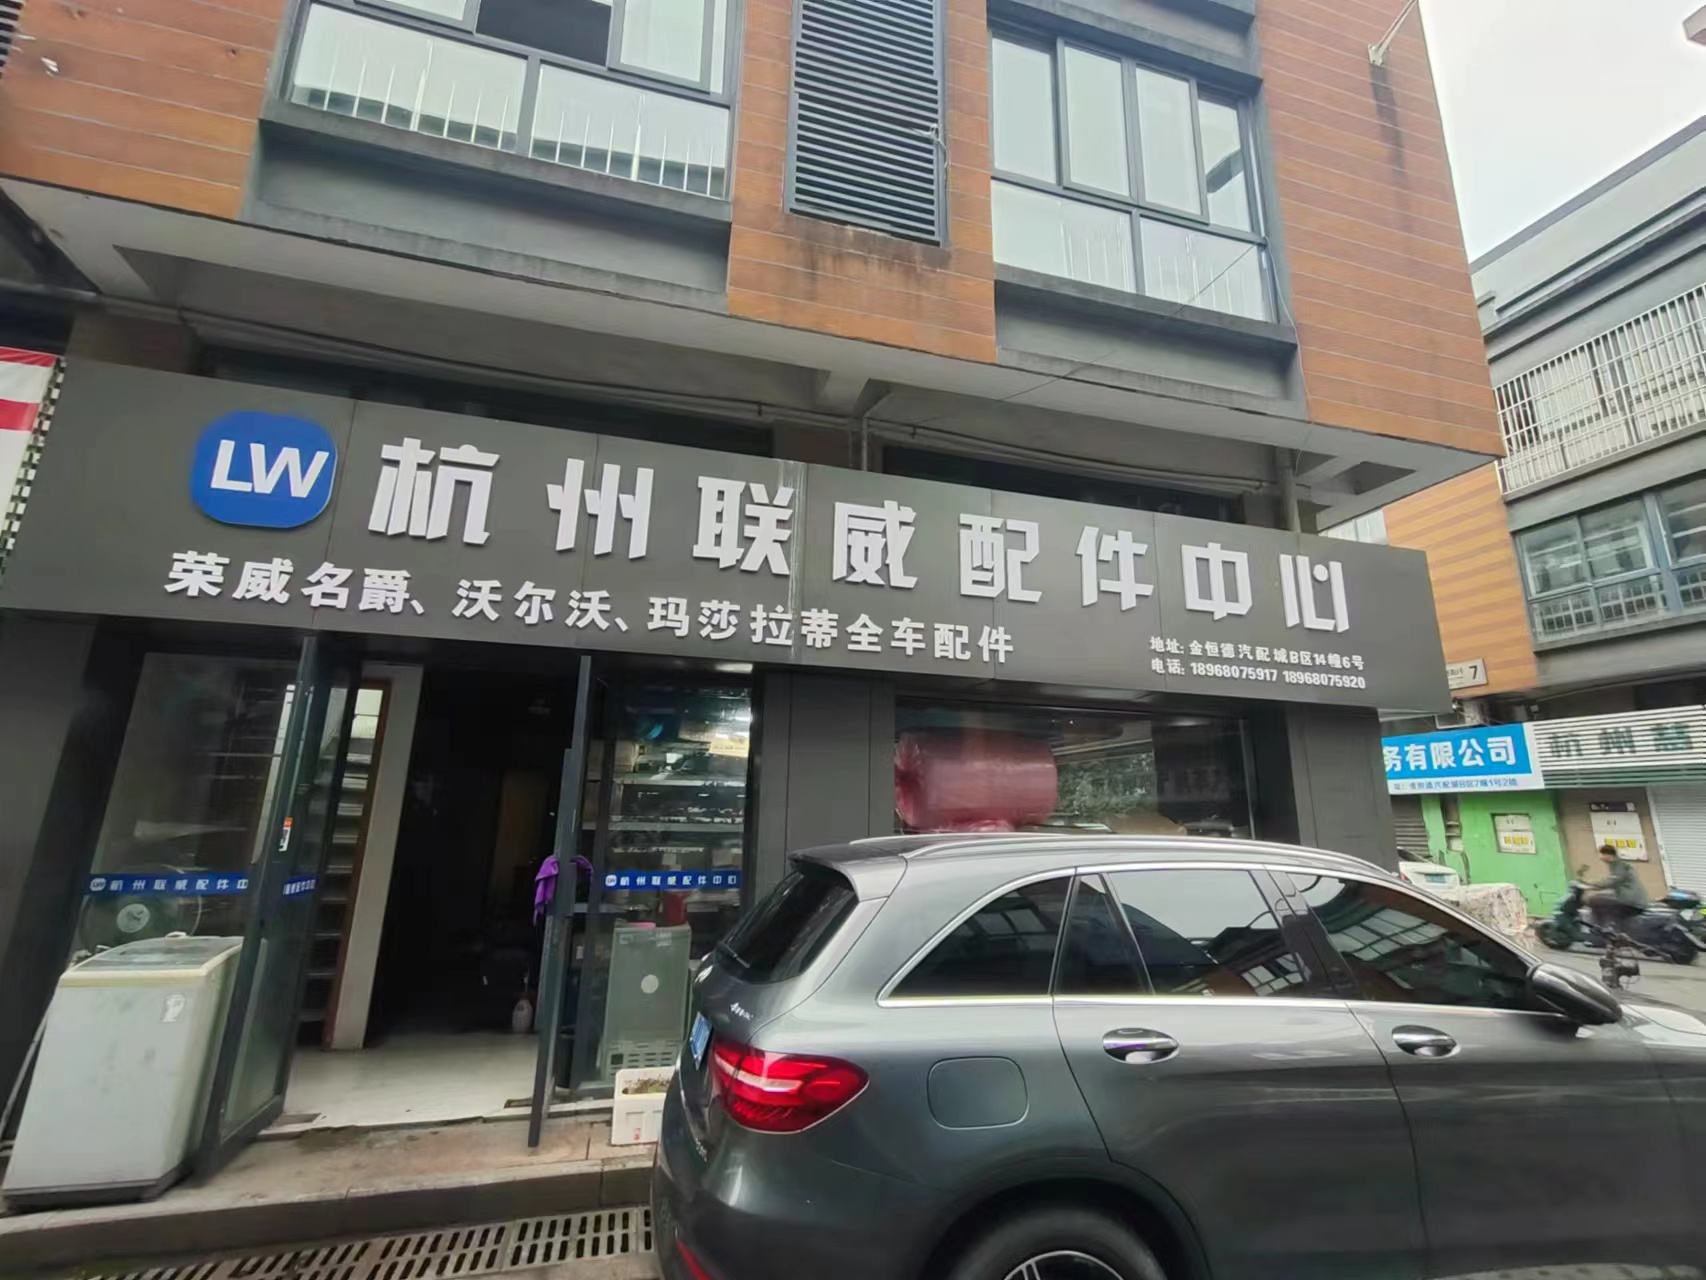 LW
杭州联威配件中心
荣威名爵、沃尔沃、玛莎拉蒂全车配件
地址:金恒德汽配城B区14幢6号
电话:18968075917 18968075920
7
务有限公司
杭州
杭州联威配件中
杭州联威配件中心